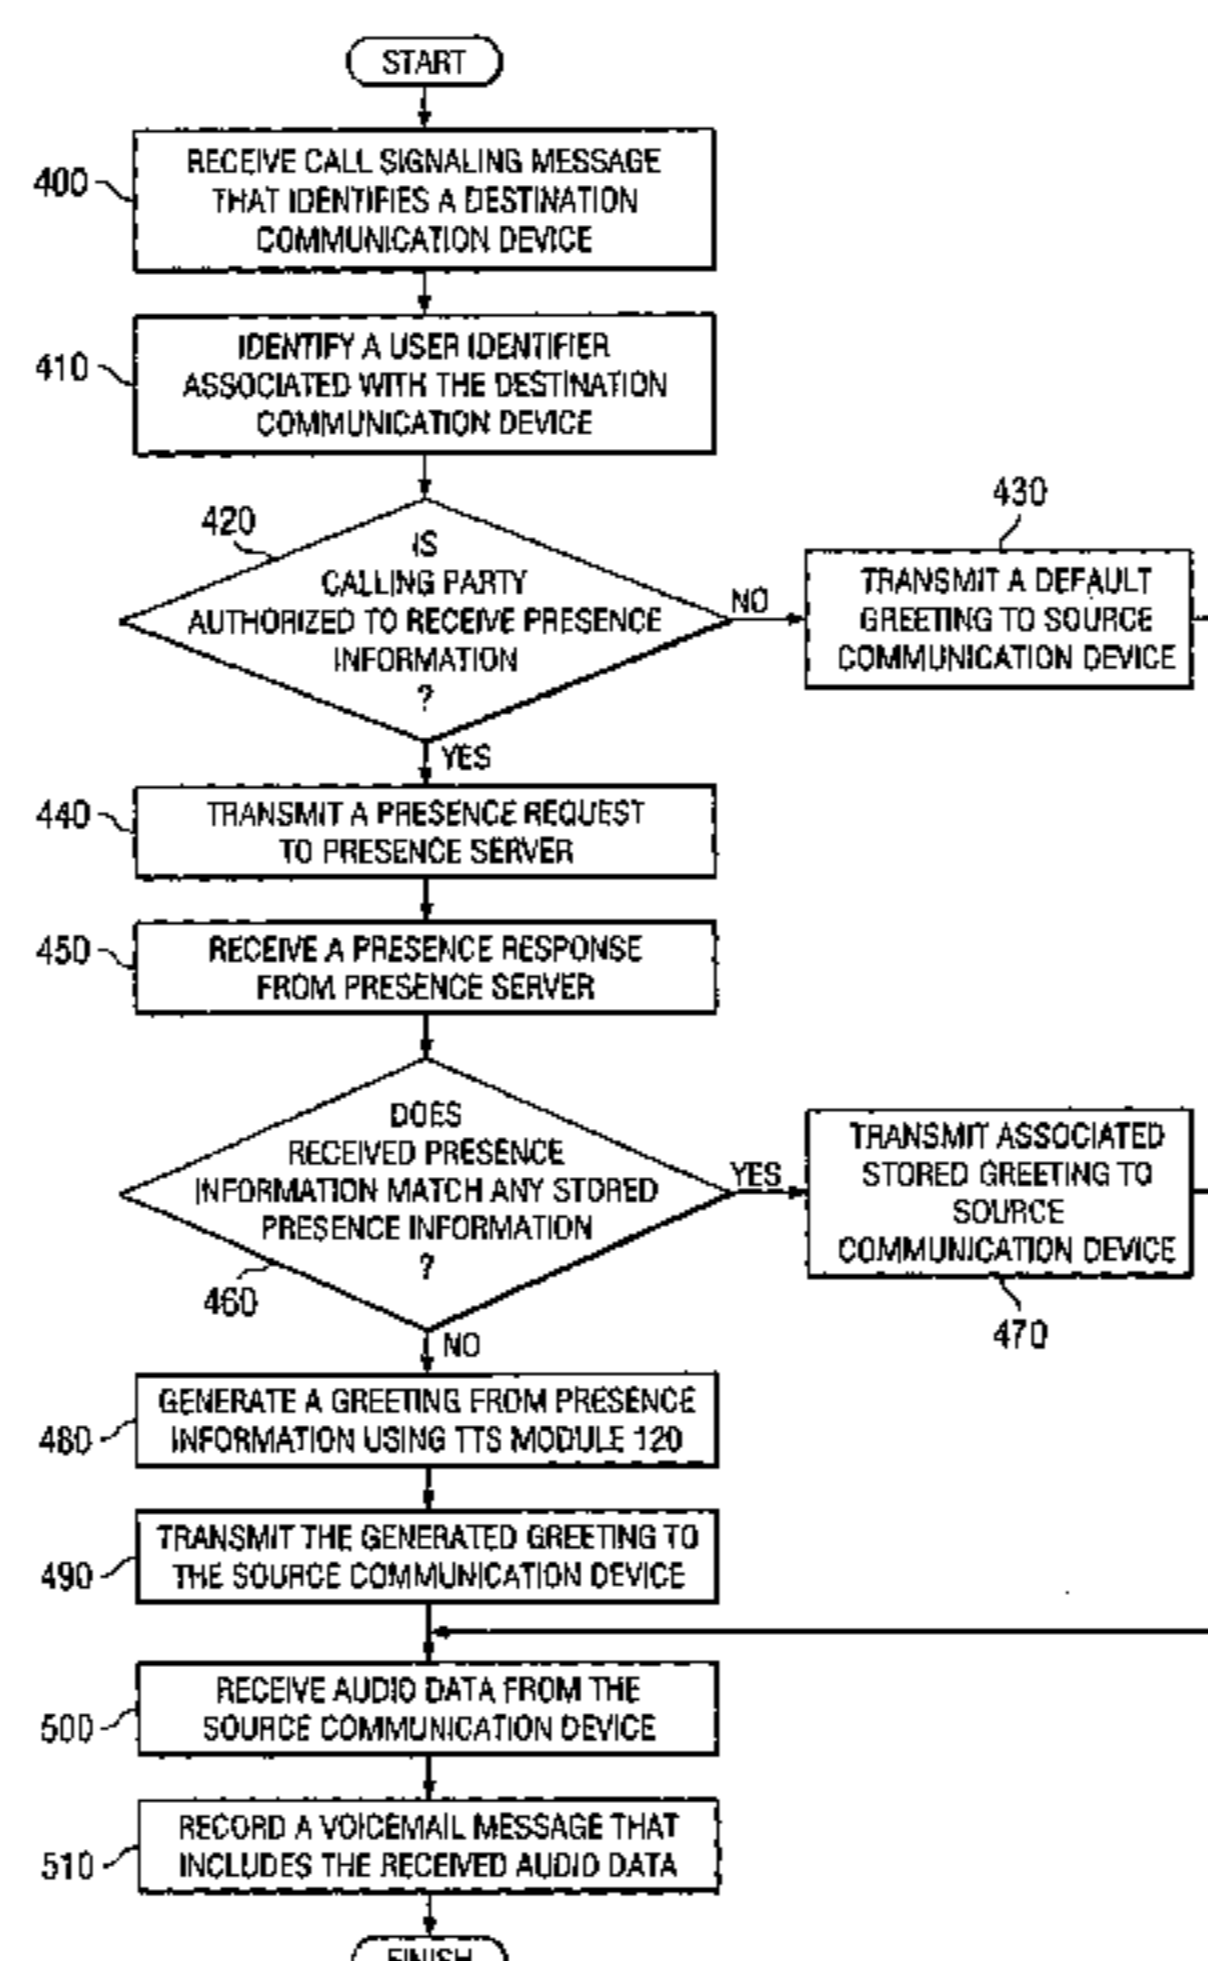 START
400
RECEIVE CALL SIGNALING MESSAGE
THAT IDENTIFIES A DESTINATION
COMMUNICATION DEVICE
410
IDENTIFY A USER IDENTIFIER
ASSOCIATED WITH THE DESTINATION
COMMUNICATION DEVICE
420
IS
CALLING PARTY
AUTHORIZED TO RECEIVE PRESENCE
INFORMATION
?
NO
430
TRANSMIT A DEFAULT
GREETING TO SOURCE
COMMUNICATION DEVICE
YES
440
TRANSMIT A PRESENCE REQUEST
TO PRESENCE SERVER
450
RECEIVE A PRESENCE RESPONSE
FROM PRESENCE SERVER
DOES
RECEIVED PRESENCE
INFORMATION MATCH ANY STORED
PRESENCE INFORMATION
?
460
YES
TRANSMIT ASSOCIATED
STORED GREETING TO
SOURCE
COMMUNICATION DEVICE
470
NO
480
GENERATE A GREETING FROM PRESENCE
INFORMATION USING TTS MODULE 120
490
TRANSMIT THE GENERATED GREETING TO
THE SOURCE COMMUNICATION DEVICE
500
RECEIVE AUDIO DATA FROM THE
SOURCE COMMUNICATION DEVICE
510
RECORD A VOICEMAIL MESSAGE THAT
INCLUDES THE RECEIVED AUDIO DATA
FINISH